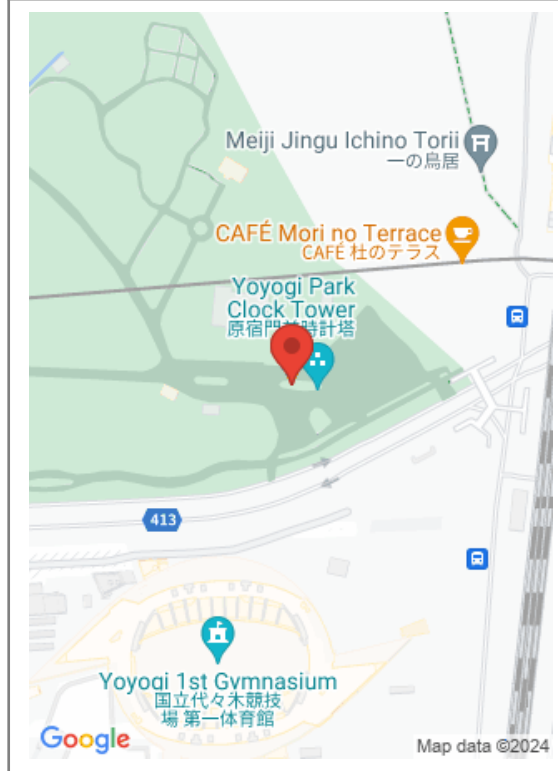 Meiji Jingu Ichino Torii
一の鳥居
CAFÉ Mori no Terrace
CAFÉ 杜のテラス
Yoyogi Park
Clock Tower
原宿門 時計塔
413
Yoyogi 1st Gymnasium
国立代々木競技
場 第一体育館
Google
Map data ©2024